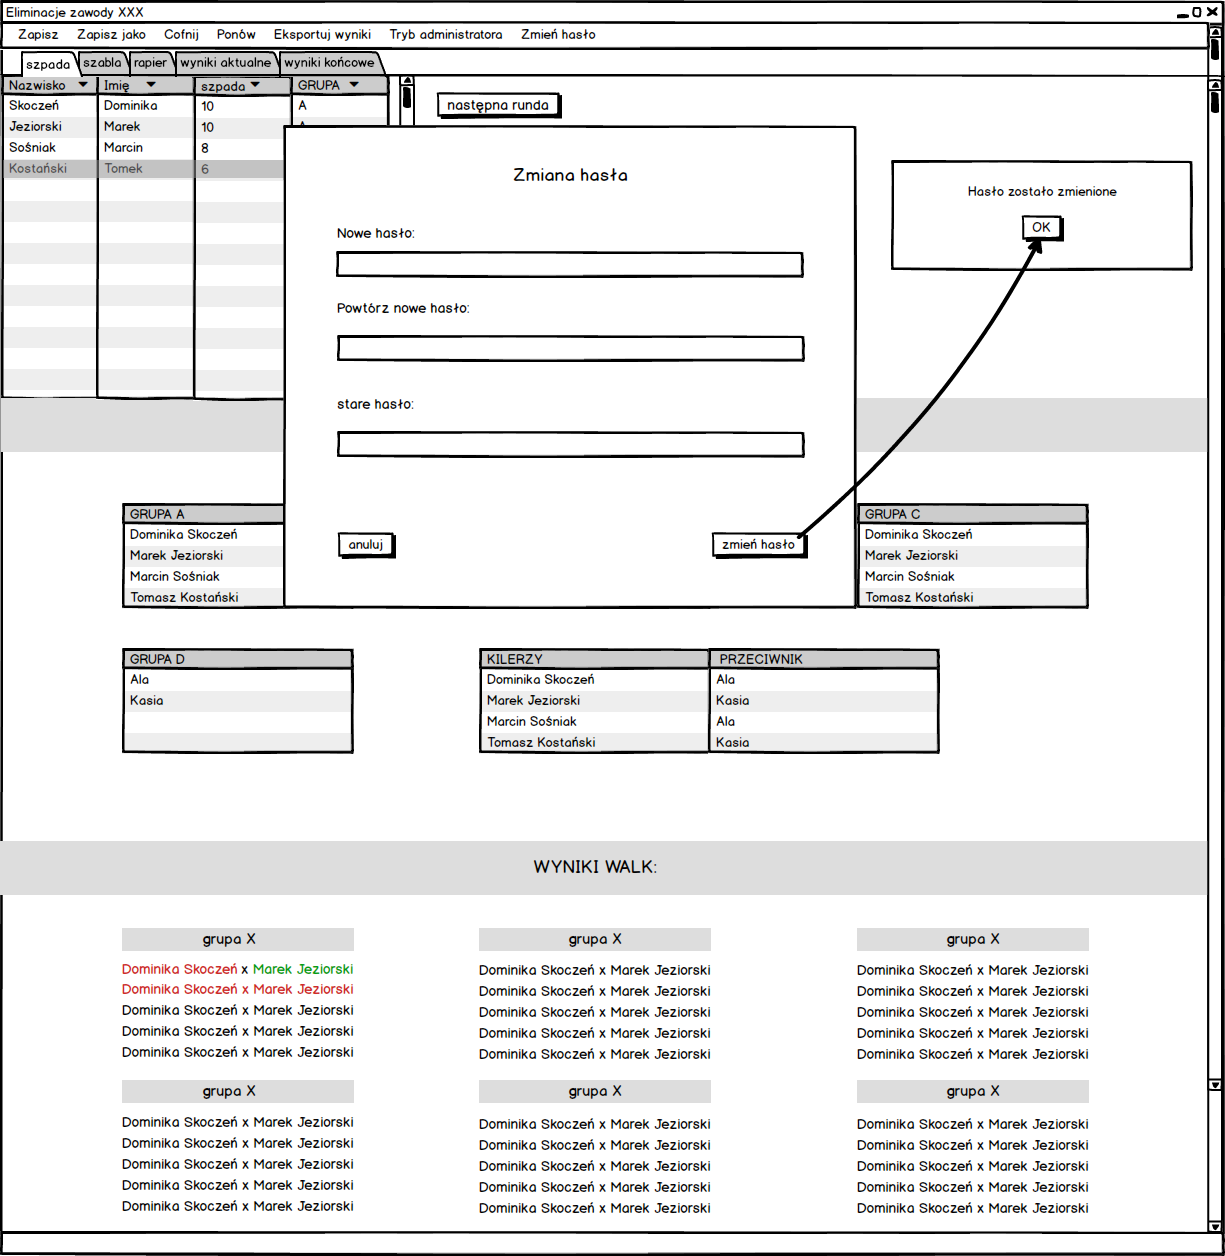 Eliminacje zawody XXX
Zapisz Zapisz jako Cofnij Ponów Eksportuj wyniki Tryb administratora Zmień hasło
szpada szabla rapier wyniki aktualne wyniki końcowe
Nazwisko Imię szpada GRUPA
Skoczeń Dominika 10 A
Jeziorski Marek 10
Sośniak Marcin 8
Kostański Tomek 6
następna runda
Zmiana hasła
Nowe hasło:
Powtórz nowe hasło:
stare hasło:
anuluj zmień hasło
Hasło zostało zmienione
OK
GRUPA A
Dominika Skoczeń
Marek Jeziorski
Marcin Sośniak
Tomasz Kostański
GRUPA C
Dominika Skoczeń
Marek Jeziorski
Marcin Sośniak
Tomasz Kostański
GRUPA D
Ala
Kasia
KILERZY PRZECIWNIK
Dominika Skoczeń Ala
Marek Jeziorski Kasia
Marcin Sośniak Ala
Tomasz Kostański Kasia
WYNIKI WALK:
grupa X
Dominika Skoczeń x Marek Jeziorski
Dominika Skoczeń x Marek Jeziorski
Dominika Skoczeń x Marek Jeziorski
Dominika Skoczeń x Marek Jeziorski
Dominika Skoczeń x Marek Jeziorski
grupa X
Dominika Skoczeń x Marek Jeziorski
Dominika Skoczeń x Marek Jeziorski
Dominika Skoczeń x Marek Jeziorski
Dominika Skoczeń x Marek Jeziorski
Dominika Skoczeń x Marek Jeziorski
grupa X
Dominika Skoczeń x Marek Jeziorski
Dominika Skoczeń x Marek Jeziorski
Dominika Skoczeń x Marek Jeziorski
Dominika Skoczeń x Marek Jeziorski
Dominika Skoczeń x Marek Jeziorski
grupa X
Dominika Skoczeń x Marek Jeziorski
Dominika Skoczeń x Marek Jeziorski
Dominika Skoczeń x Marek Jeziorski
Dominika Skoczeń x Marek Jeziorski
Dominika Skoczeń x Marek Jeziorski
grupa X
Dominika Skoczeń x Marek Jeziorski
Dominika Skoczeń x Marek Jeziorski
Dominika Skoczeń x Marek Jeziorski
Dominika Skoczeń x Marek Jeziorski
Dominika Skoczeń x Marek Jeziorski
grupa X
Dominika Skoczeń x Marek Jeziorski
Dominika Skoczeń x Marek Jeziorski
Dominika Skoczeń x Marek Jeziorski
Dominika Skoczeń x Marek Jeziorski
Dominika Skoczeń x Marek Jeziorski